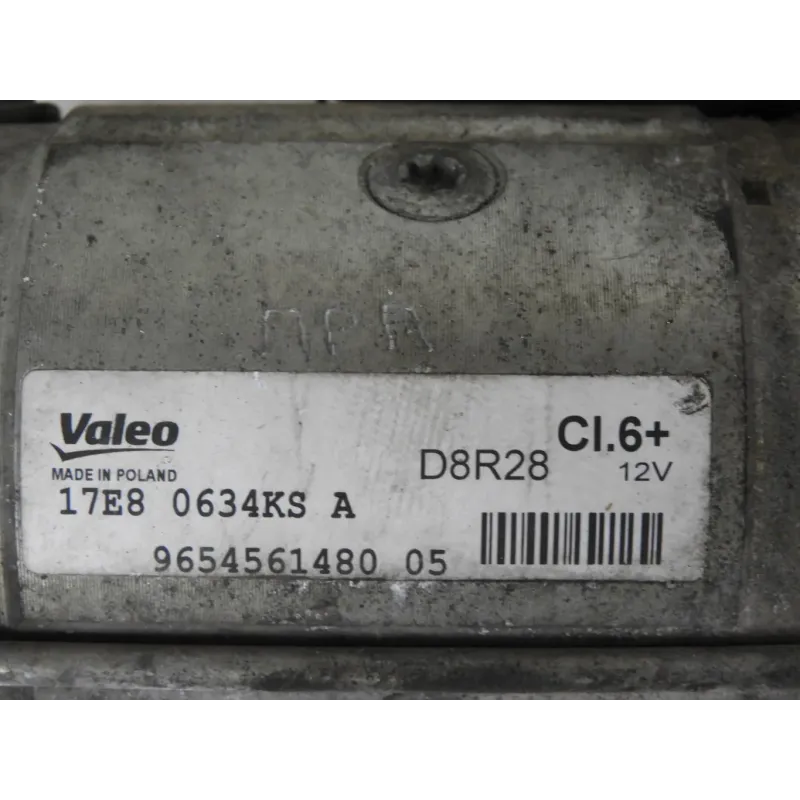 Valeo
MADE IN POLAND
D8R28
Cl.6+
12V
17E8 0634KS A
9654561480 05